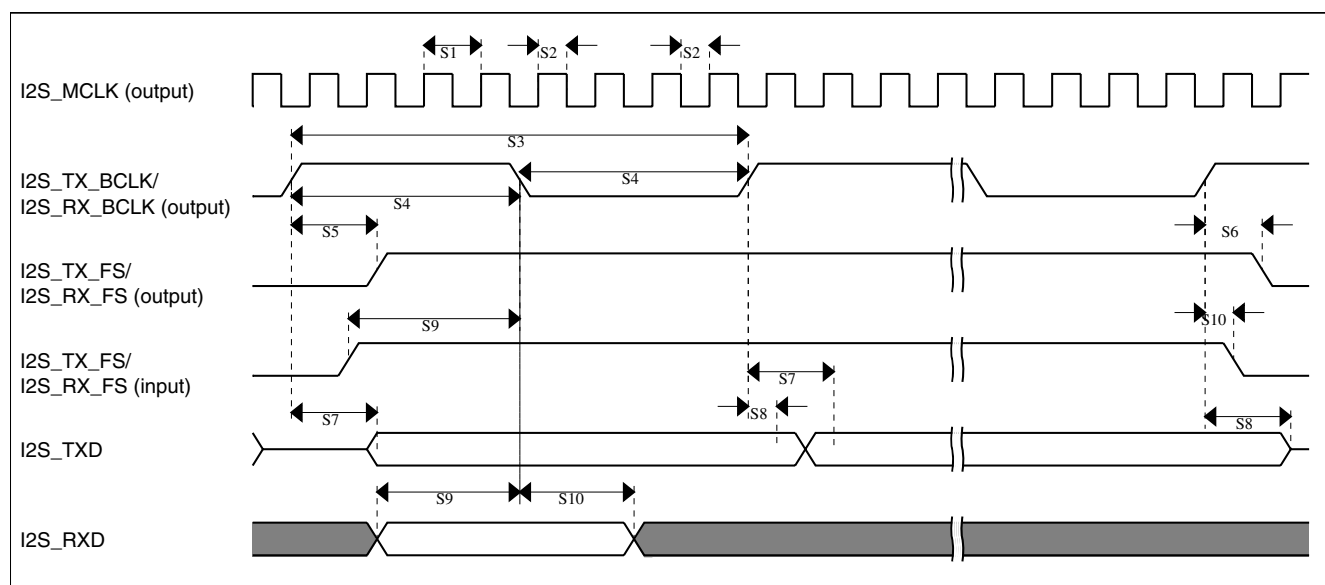 S1 S2 S2
I2S_MCLK (output)
S3
I2S_TX_BCLK/
I2S_RX_BCLK (output)
S4
S4
S5 S6
I2S_TX_FS/
I2S_RX_FS (output)
S9 S10
I2S_TX_FS/
I2S_RX_FS (input)
S7
S7 S8 S8
I2S_TXD
S9 S10
I2S_RXD